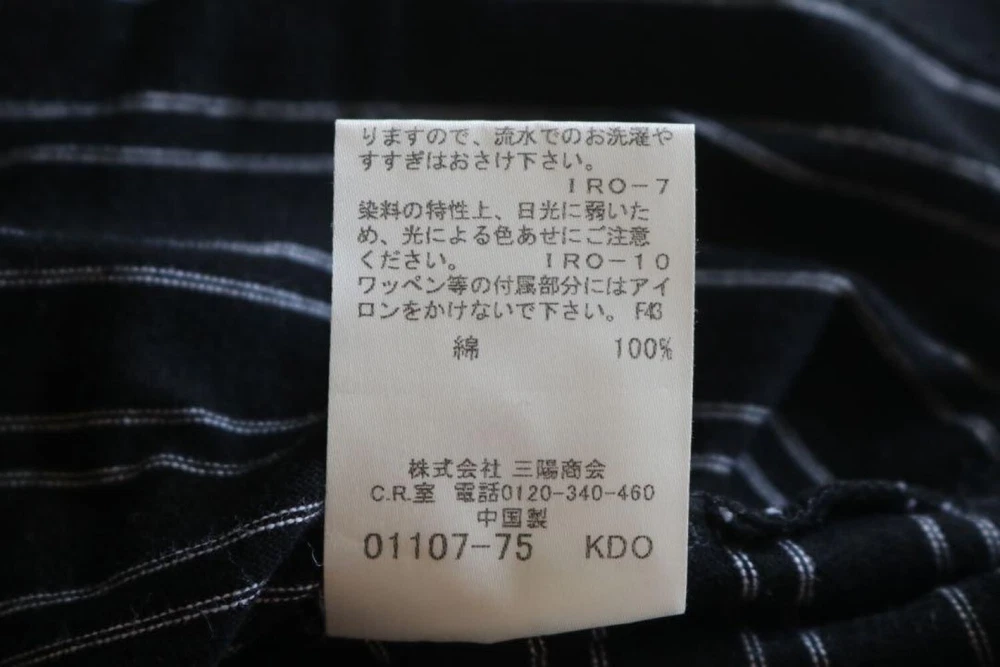 りますので、流水でのお洗濯や
すすぎはおさけ下さい。
IRO-7
染料の特性上、日光に弱いた
め、光による色あせにご注意
ください。 IRO-10
ワッペン等の付属部分にはアイ
ロンをかけないで下さい。 F43
綿 100%
株式会社 三陽商会
C.R.室 電話0120-340-460
中国製
01107-75 KDO